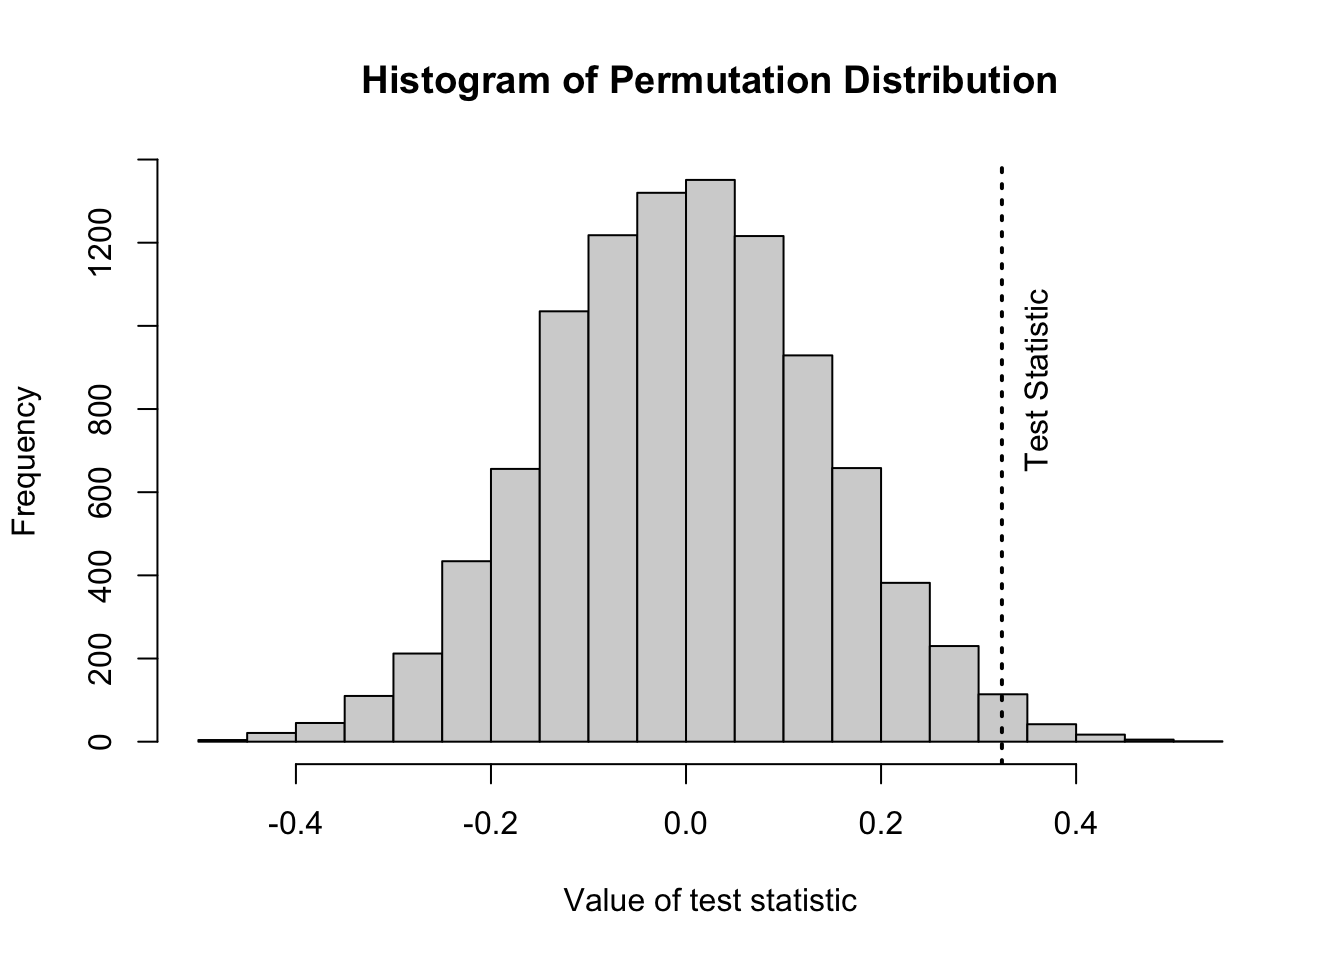 Histogram of Permutation Distribution
Frequency
0
200
400
600
800
1200
Test Statistic
-0.4
-0.2
0.0
0.2
0.4
Value of test statistic